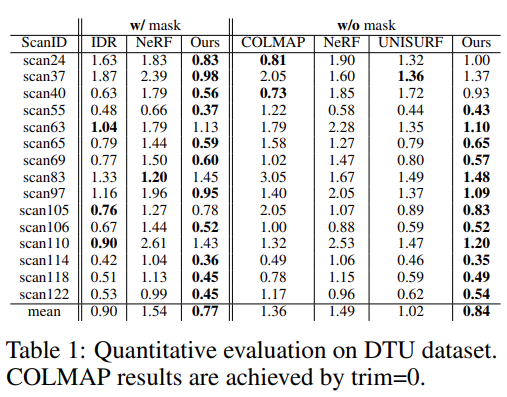 w/ mask w/o mask
ScanID IDR NeRF Ours COLMAP NeRF UNISURF Ours
scan24 1.63 1.83 0.83 0.81 1.90 1.32 1.00
scan37 1.87 2.39 0.98 2.05 1.60 1.36 1.37
scan40 0.63 1.79 0.56 0.73 1.85 1.72 0.93
scan55 0.48 0.66 0.37 1.22 0.58 0.44 0.43
scan63 1.04 1.79 1.13 1.79 2.28 1.35 1.10
scan65 0.79 1.44 0.59 1.58 1.27 0.79 0.65
scan69 0.77 1.50 0.60 1.02 1.47 0.80 0.57
scan83 1.33 1.20 1.45 3.05 1.67 1.49 1.48
scan97 1.16 1.96 0.95 1.40 2.05 1.37 1.09
scan105 0.76 1.27 0.78 2.05 1.07 0.89 0.83
scan106 0.67 1.44 0.52 1.00 0.88 0.59 0.52
scan110 0.90 2.61 1.43 1.32 2.53 1.47 1.20
scan114 0.42 1.04 0.36 0.49 1.06 0.46 0.35
scan118 0.51 1.13 0.45 0.78 1.15 0.59 0.49
scan122 0.53 0.99 0.45 1.17 0.96 0.62 0.54
mean 0.90 1.54 0.77 1.36 1.49 1.02 0.84
Table 1: Quantitative evaluation on DTU dataset.
COLMAP results are achieved by trim=0.